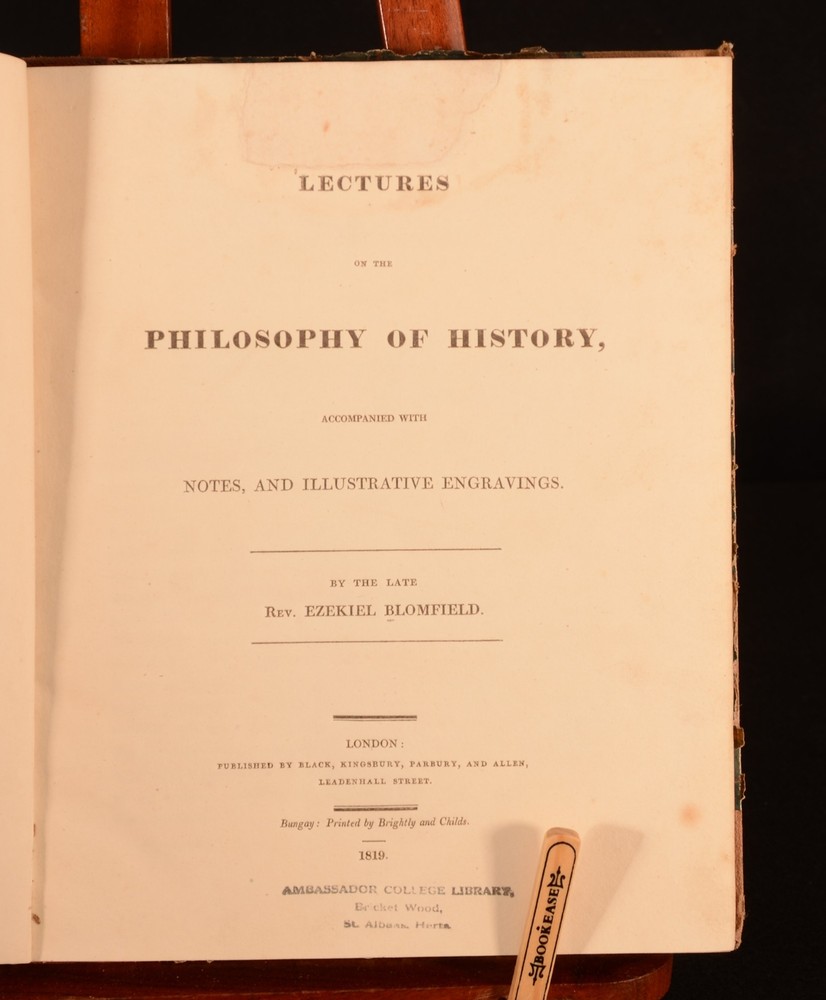 LECTURES
ON THE
PHILOSOPHY OF HISTORY,
ACCOMPANIED WITH
NOTES, AND ILLUSTRATIVE ENGRAVINGS.
BY THE LATE
REV. EZEKIEL BLOMFIELD.
LONDON:
PUBLISHED BY BLACK, KINGSBURY, PARBURY, AND ALLEN,
LEADENHALL STREET.
Bungay: Printed by Brightly and Childs.
1819.
AMBASSADOR COLLEGE LIBRARY,
Bricket Wood,
St. Albans, Herts.
BOOKEASE